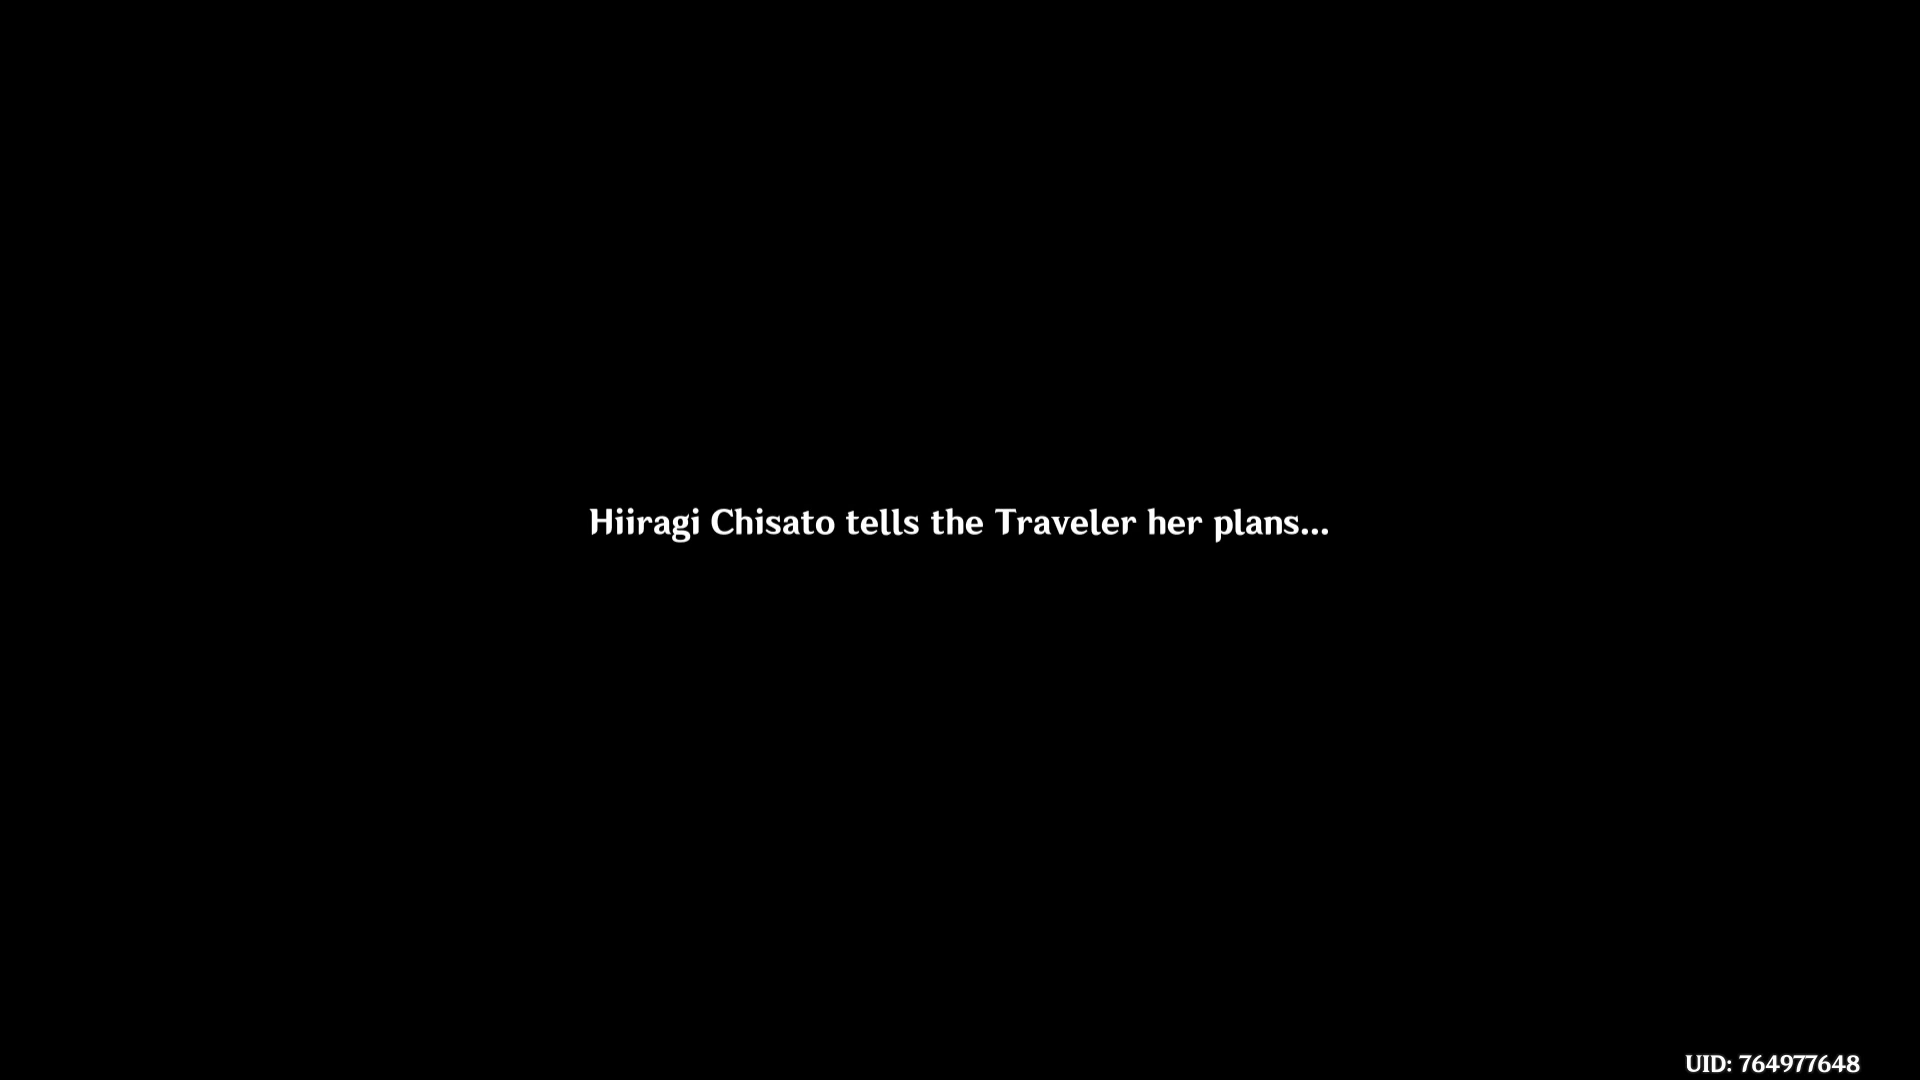 Hiiragi Chisato tells the Traveler her plans...
UID: 764977648